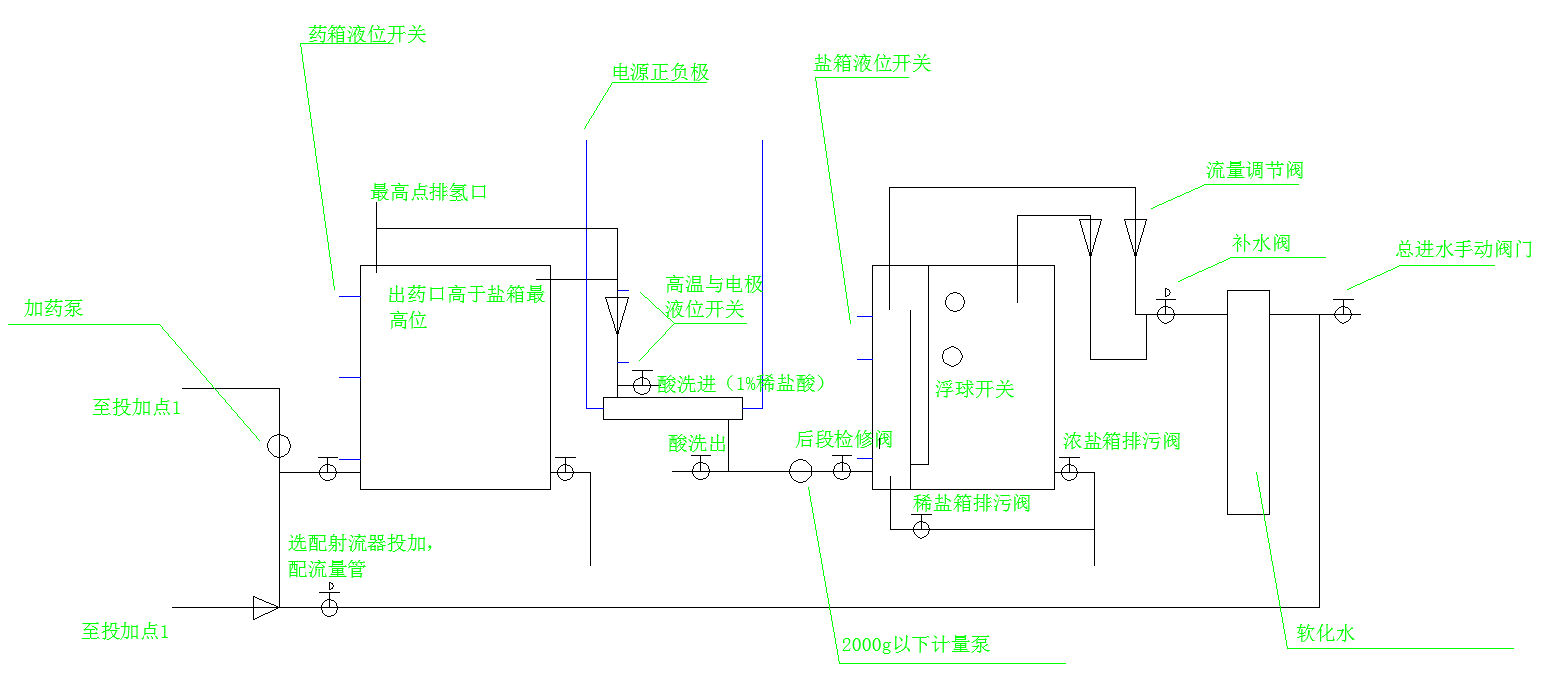 药箱液位开关
电源正负极
盐箱液位开关
流量调节阀
最高点排氢口
补水阀
总进水手动阀门
高温与电极
液位开关
出药口高于盐箱最
高位
加药泵
酸洗进（1%稀盐酸）
浮球开关
至投加点1
酸洗出
后段检修阀
浓盐箱排污阀
稀盐箱排污阀
选配射流器投加，
配流量管
D
D
至投加点1
2000g以下计量泵
软化水